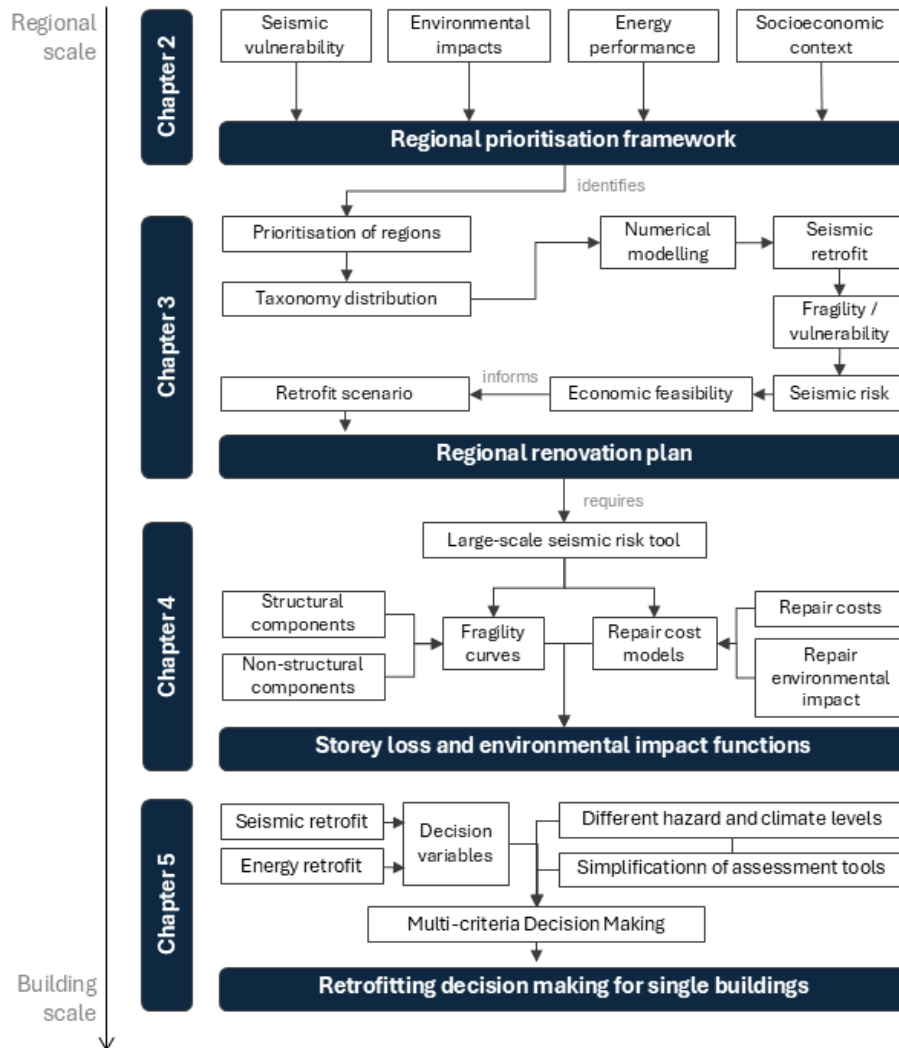 Regional
scale
Chapter 2
Seismic
vulnerability
Environmental
impacts
Energy
performance
Socioeconomic
context
Regional prioritisation framework
identifies
Chapter 3
Prioritisation of regions
Numerical
modelling
Seismic
retrofit
Taxonomy distribution
Fragility /
vulnerability
Retrofit scenario
informs
Economic feasibility
Seismic risk
Regional renovation plan
requires
Chapter 4
Large-scale seismic risk tool
Structural
components
Non-structural
components
Fragility
curves
Repair cost
models
Repair costs
Repair
environmental
impact
Storey loss and environmental impact functions
Chapter 5
Seismic retrofit
Energy retrofit
Decision
variables
Different hazard and climate levels
Simplificationn of assessment tools
Multi-criteria Decision Making
Retrofitting decision making for single buildings
Building
scale